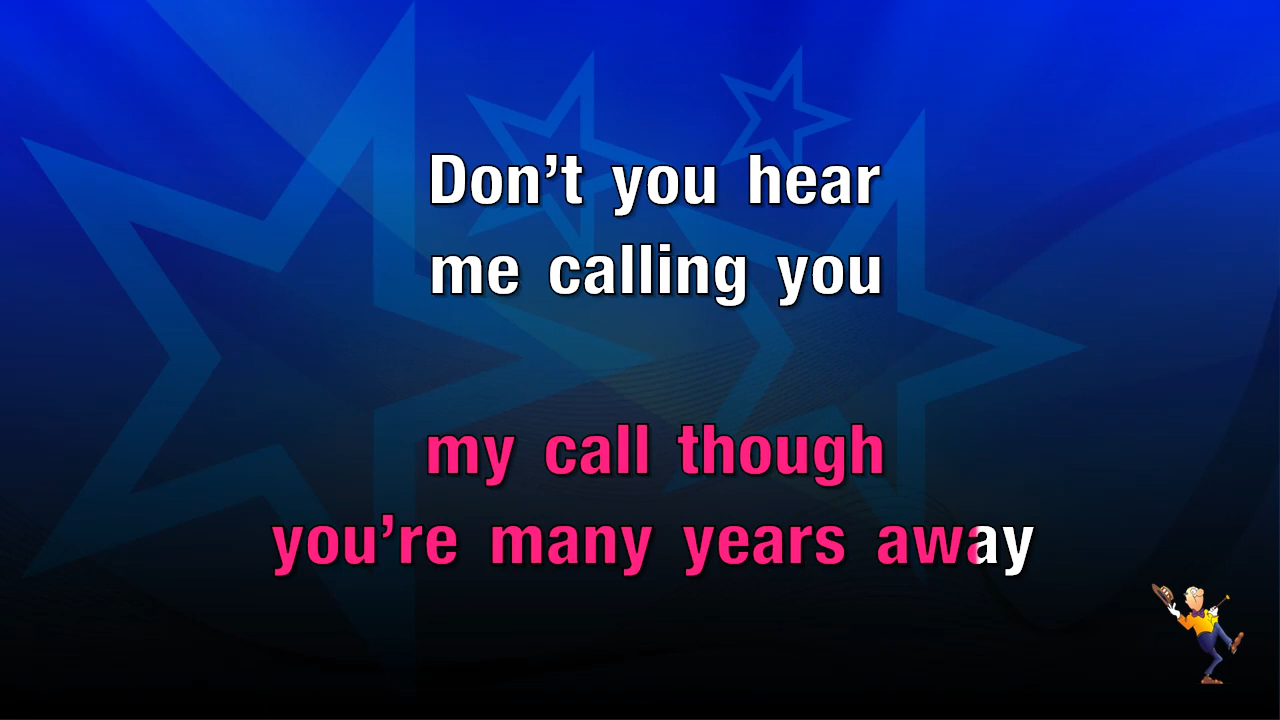 Don’t you hear
me calling you
my call though
you’re many years away